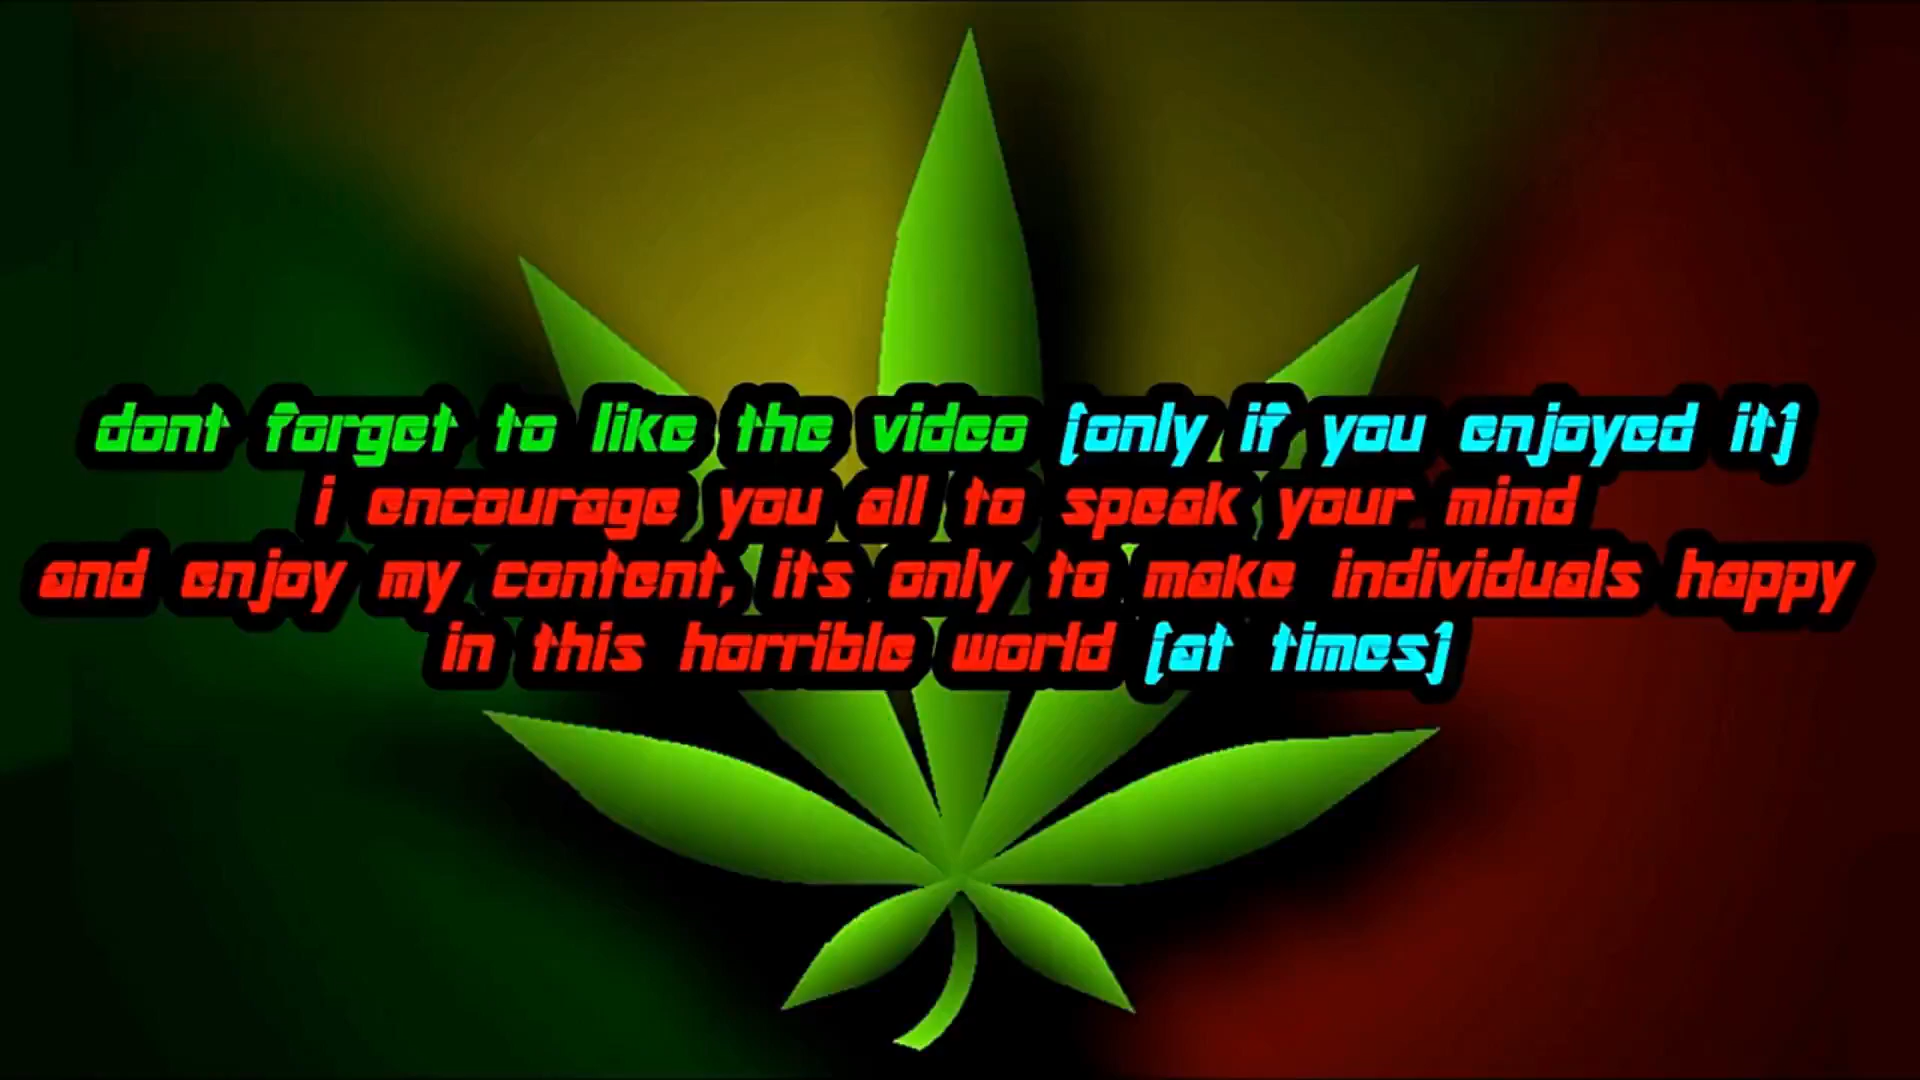 dont forget to like the video (only if you enjoyed it)
i encourage you all to speak your mind
and enjoy my content, its only to make individuals happy
in this horrible world (at times)